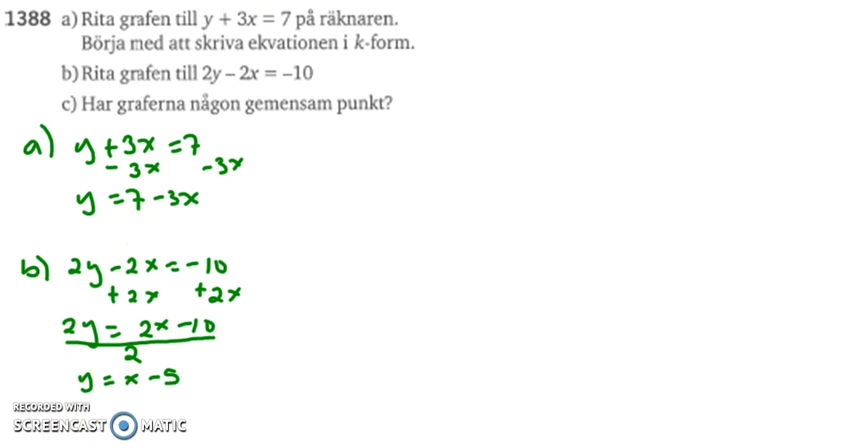 1388 a) Rita grafen till y + 3x = 7 på räknaren.
Börja med att skriva ekvationen i k-form.
b) Rita grafen till 2y – 2x = –10
c) Har graferna någon gemensam punkt?
a) y + 3x = 7
- 3x -3x
y = 7 - 3x
b) 2y - 2x = - 10
+ 2x +2x
2y = 2x - 10
2
y = x - 5
RECORDED WITH
SCREENCAST MATIC